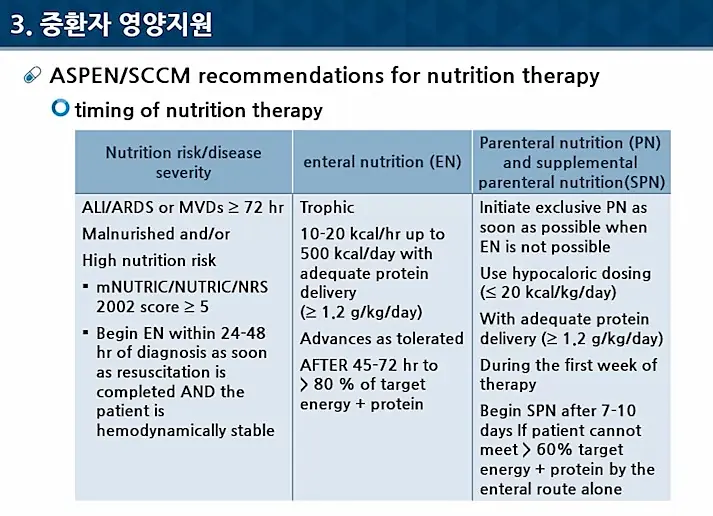 3. 중환자 영양지원
ASPEN/SCCM recommendations for nutrition therapy
timing of nutrition therapy
Nutrition risk/disease
severity
enteral nutrition (EN)
Parenteral nutrition (PN)
and supplemental
parenteral nutrition(SPN)
ALI/ARDS or MVDs ≥ 72 hr
Malnurished and/or
High nutrition risk
▪ mNUTRIC/NUTRIC/NRS
2002 score ≥ 5
▪ Begin EN within 24-48
hr of diagnosis as soon
as resuscitation is
completed AND the
patient is
hemodynamically stable
Trophic
10-20 kcal/hr up to
500 kcal/day with
adequate protein
delivery
(≥ 1.2 g/kg/day)
Advances as tolerated
AFTER 45-72 hr to
> 80 % of target
energy + protein
Initiate exclusive PN as
soon as possible when
EN is not possible
Use hypocaloric dosing
(≤ 20 kcal/kg/day)
With adequate protein
delivery (≥ 1.2 g/kg/day)
During the first week of
therapy
Begin SPN after 7-10
days If patient cannot
meet > 60% target
energy + protein by the
enteral route alone